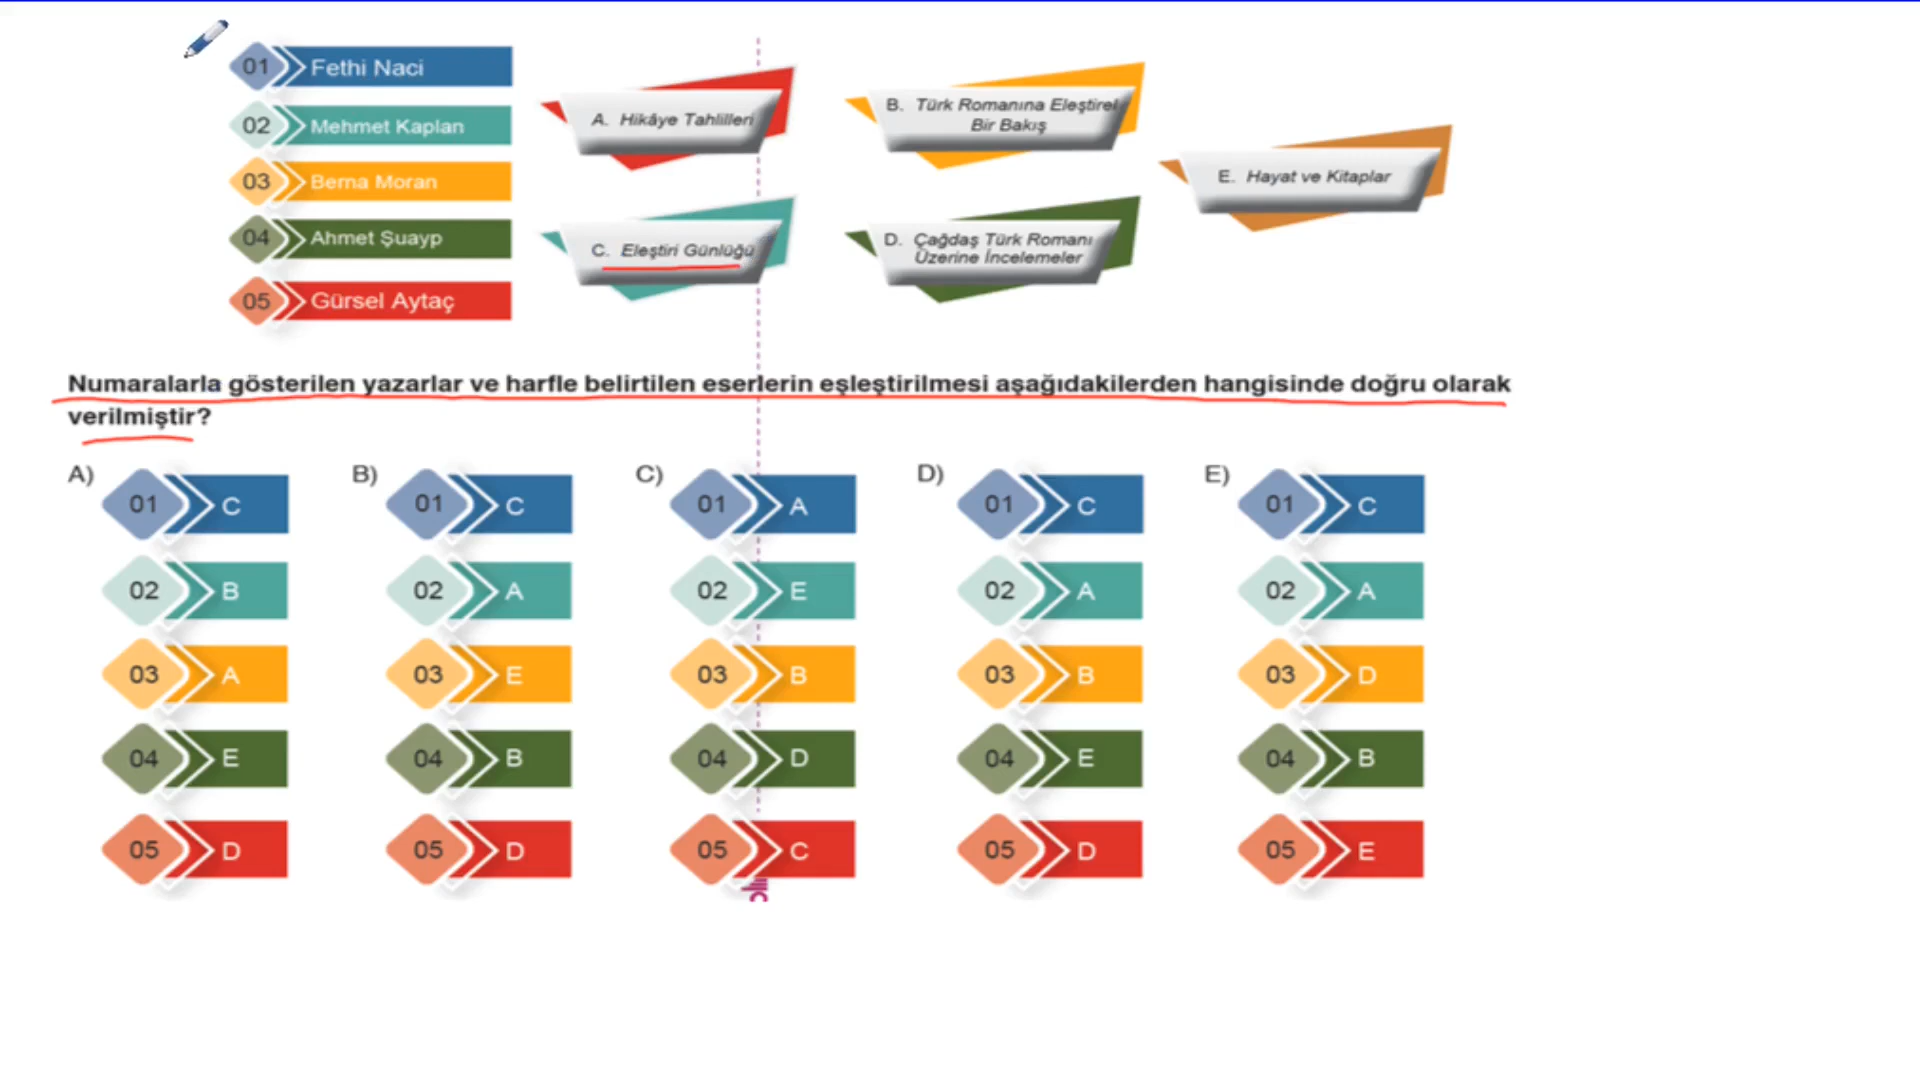 01 Fethi Naci
02 Mehmet Kaplan
03 Berna Moran
04 Ahmet Şuayp
05 Gürsel Aytaç
A. Hikâye Tahlilleri
B. Türk Romanına Eleştirel
Bir Bakış
C. Eleştiri Günlüğü
D. Çağdaş Türk Romanı
Üzerine İncelemeler
E. Hayat ve Kitaplar
Numaralarla gösterilen yazarlar ve harfle belirtilen eserlerin eşleştirilmesi aşağıdakilerden hangisinde doğru olarak
verilmiştir?
A)
01 C
02 B
03 A
04 E
05 D
B)
01 C
02 A
03 E
04 B
05 D
C)
01 A
02 E
03 B
04 D
05 C
D)
01 C
02 A
03 B
04 E
05 D
E)
01 C
02 A
03 D
04 B
05 E